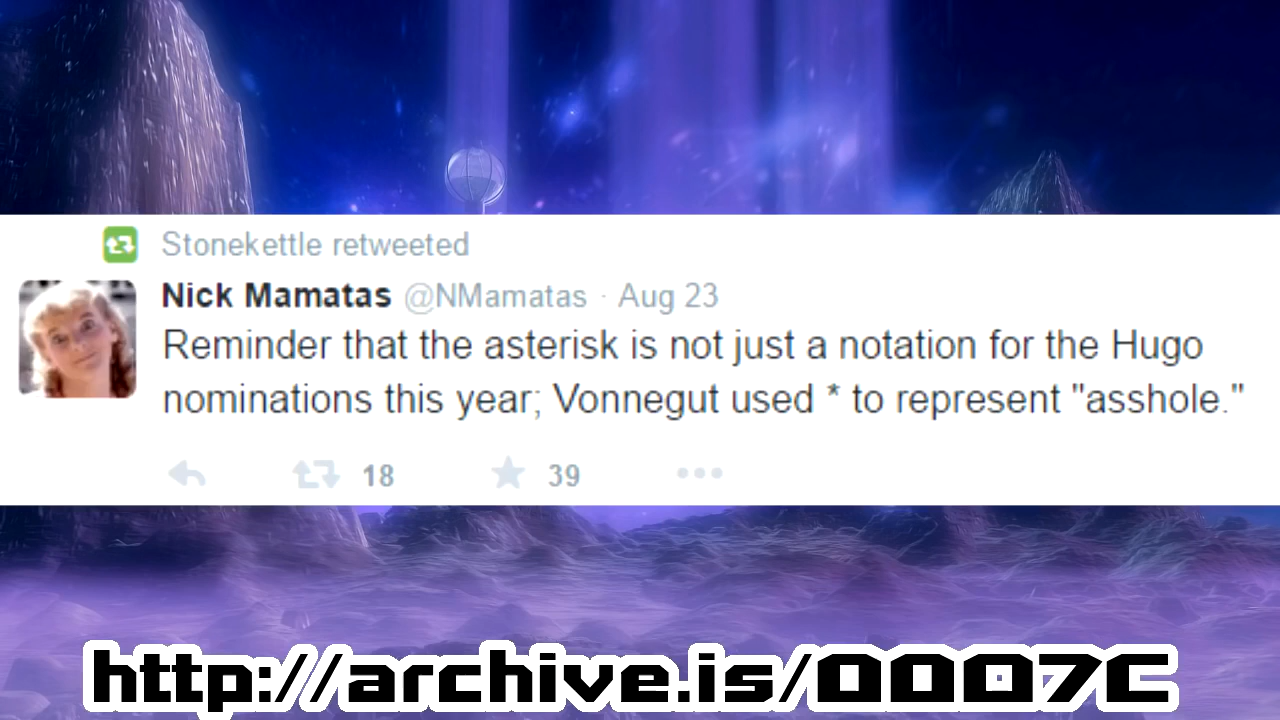 Stonekettle retweeted
Nick Mamatas @NMamatas · Aug 23
Reminder that the asterisk is not just a notation for the Hugo
nominations this year; Vonnegut used * to represent "asshole."
18 39
http://archive.is/OOO7C